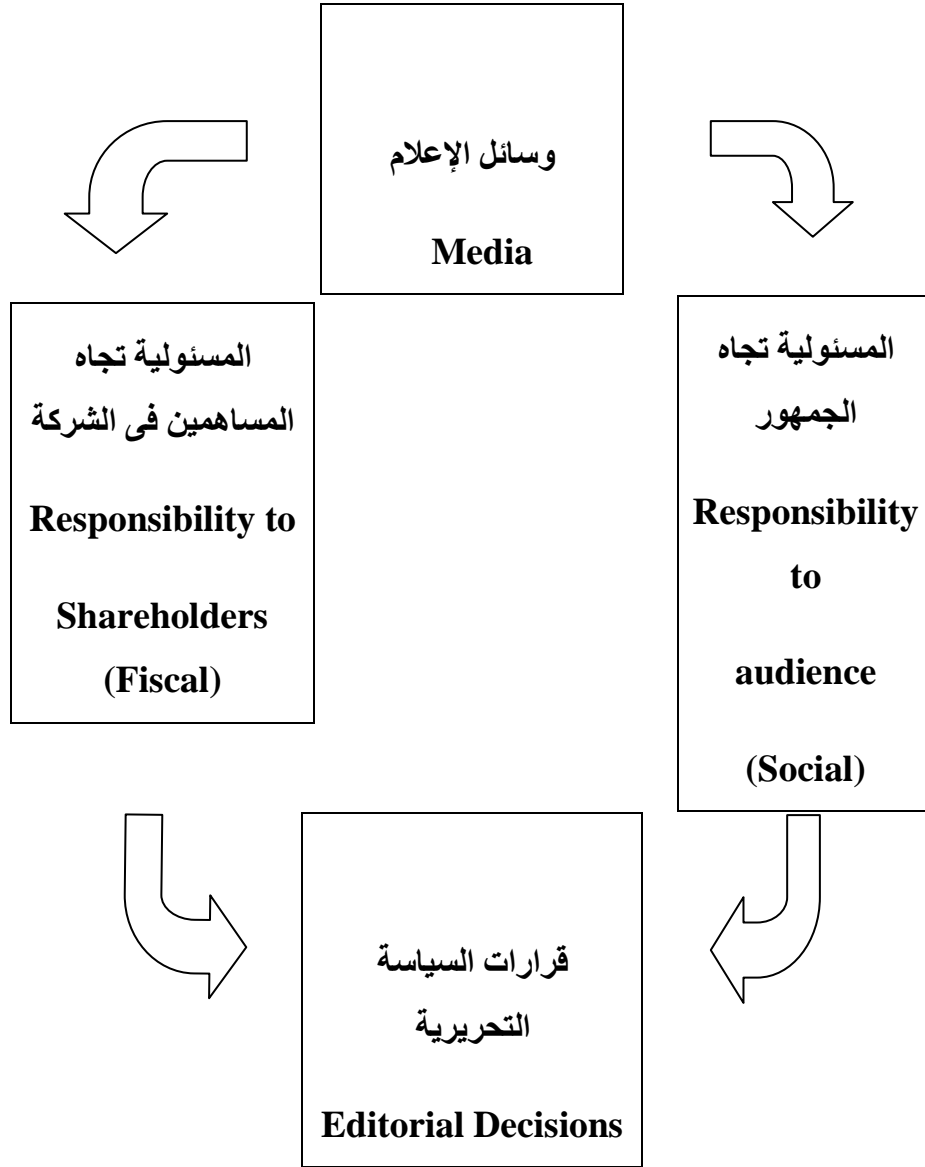 وسائل الإعلام
Media
المسئولية تجاه
الجمهور
Responsibility
to
audience
(Social)
المسئولية تجاه
المساهمين فى الشركة
Responsibility to
Shareholders
(Fiscal)
قرارات السياسة
التحريرية
Editorial Decisions